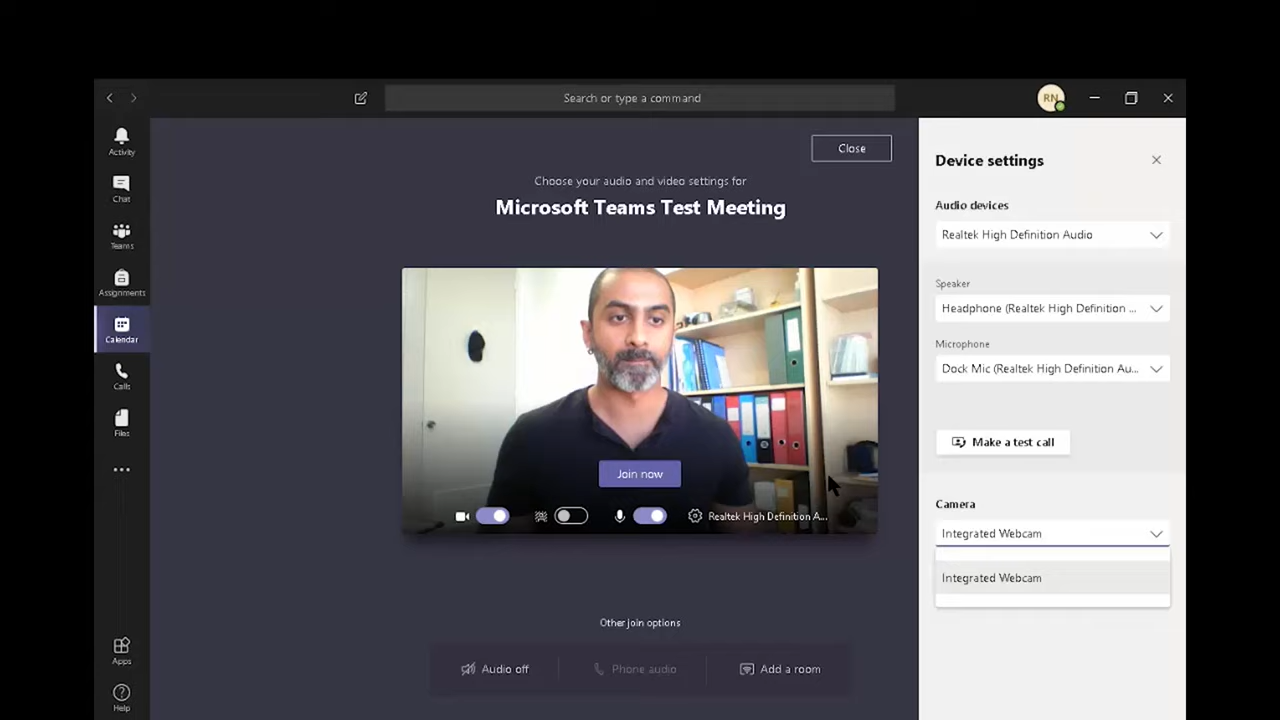 Search or type a command
RN
Activity
Chat
Teams
Assignments
Calendar
Calls
Files
Apps
Help
Close
Choose your audio and video settings for
Microsoft Teams Test Meeting
Join now
Realtek High Definition A...
Other join options
Audio off
Phone audio
Add a room
Device settings
Audio devices
Realtek High Definition Audio
Speaker
Headphone (Realtek High Definition ...
Microphone
Dock Mic (Realtek High Definition Au...
Make a test call
Camera
Integrated Webcam
Integrated Webcam